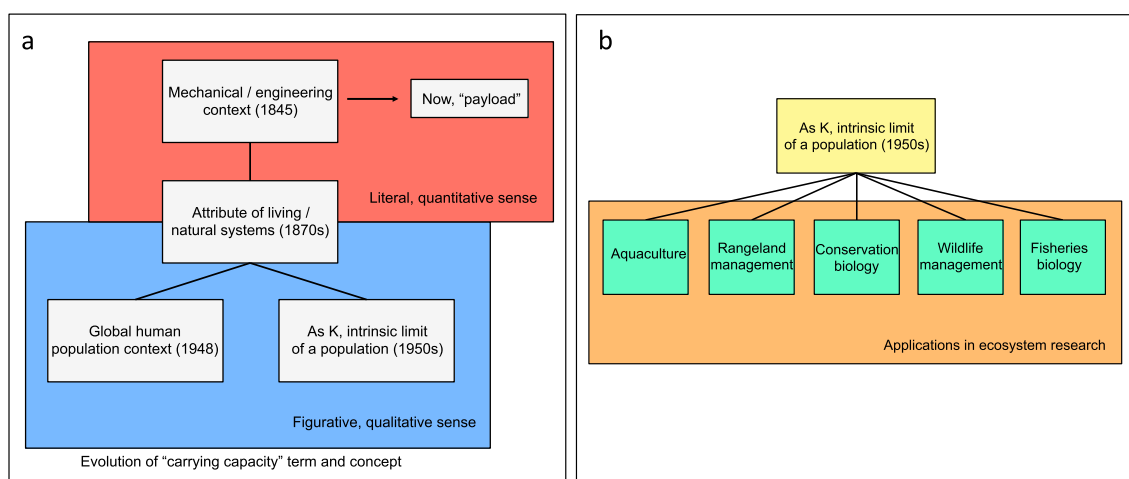 a
Mechanical / engineering
context (1845)
Now, “payload”
Literal, quantitative sense
Attribute of living /
natural systems (1870s)
Global human
population context (1948)
As K, intrinsic limit
of a population (1950s)
Figurative, qualitative sense
Evolution of “carrying capacity” term and concept
b
As K, intrinsic limit
of a population (1950s)
Aquaculture
Rangeland
management
Conservation
biology
Wildlife
management
Fisheries
biology
Applications in ecosystem research